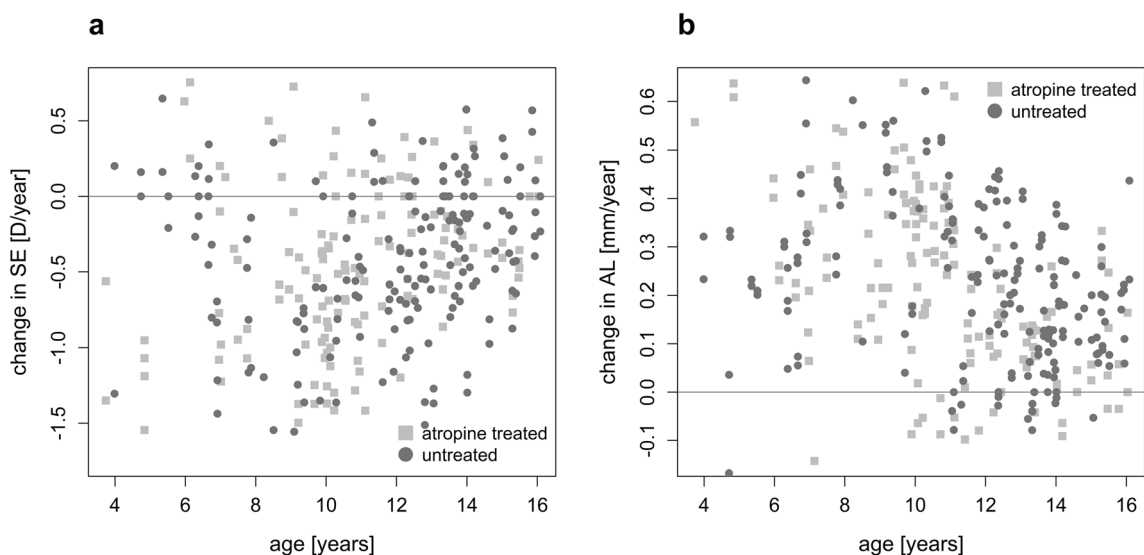 a
change in SE [D/year]
0.5
0.0
-0.5
-1.0
-1.5
atropine treated
untreated
4 6 8 10 12 14 16
age [years]
b
change in AL [mm/year]
0.6
0.5
0.4
0.3
0.2
0.1
0.0
-0.1
atropine treated
untreated
4 6 8 10 12 14 16
age [years]